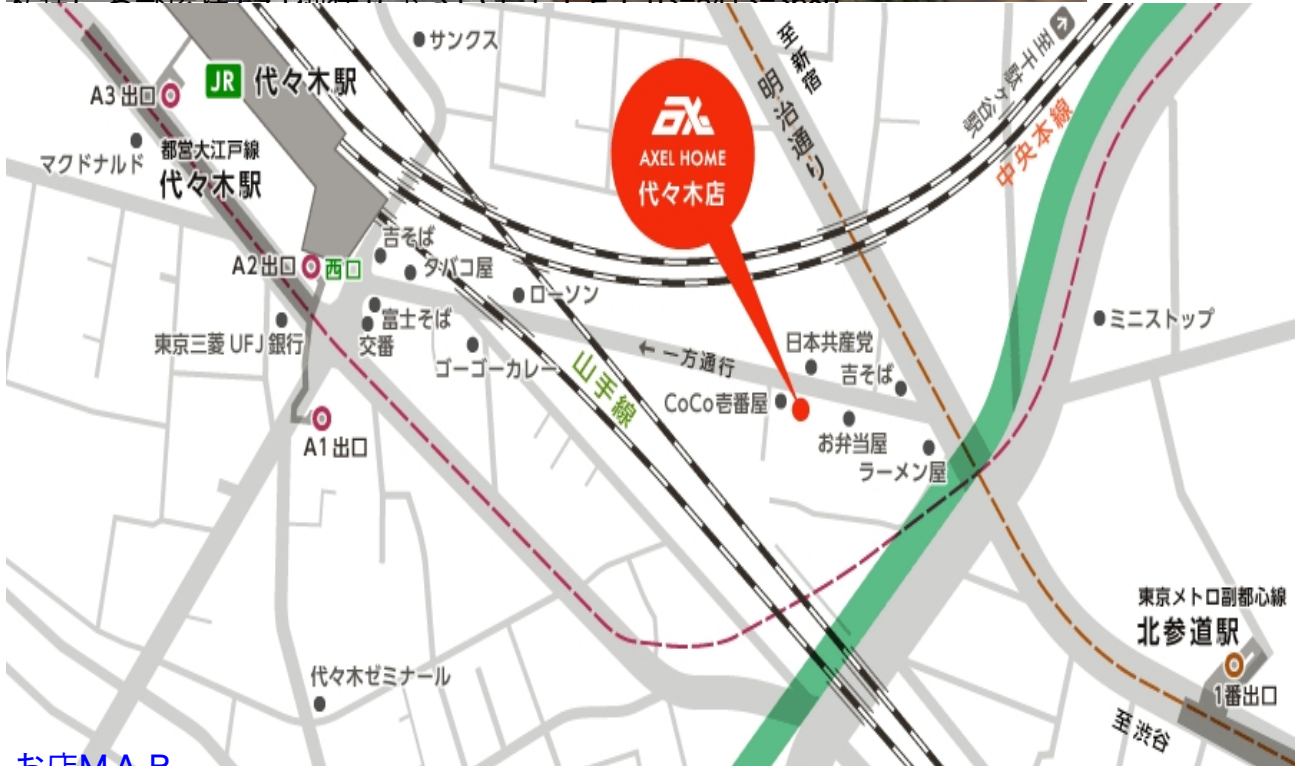 サンクス
至新宿
至千駄ヶ谷駅
A3 出口
JR 代々木駅
明治通り
中央本線
AXEL HOME
代々木店
マクドナルド
都営大江戸線
代々木駅
吉そば
A2 出口
西口
タバコ屋
ローソン
富士そば
東京三菱 UFJ 銀行
交番
ゴーゴーカレー
山手線
← 一方通行
日本共産党
吉そば
ミニストップ
CoCo壱番屋
お弁当屋
ラーメン屋
A1 出口
東京メトロ副都心線
北参道駅
1番出口
代々木ゼミナール
至渋谷
お店MAP